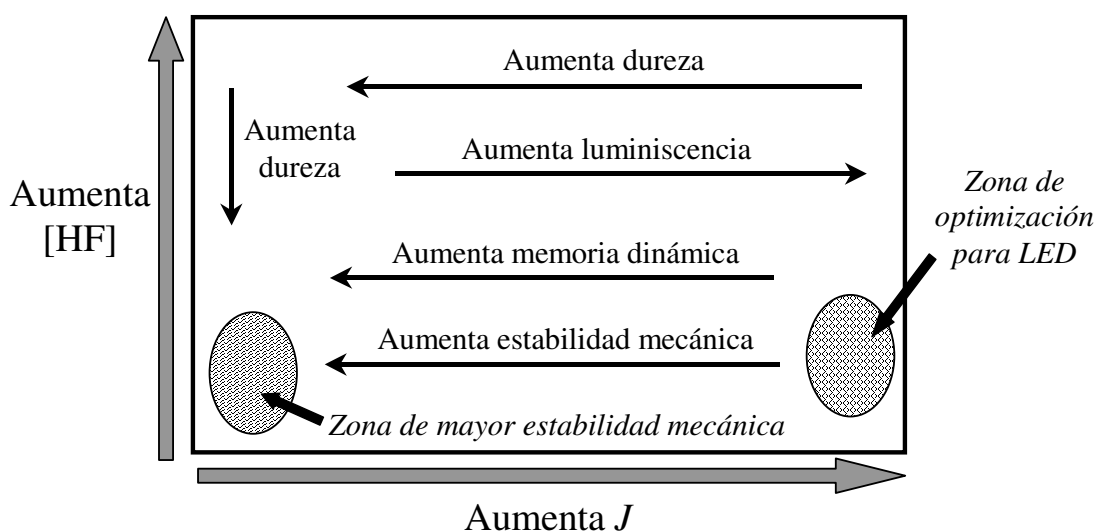 Aumenta dureza
Aumenta
dureza
Aumenta luminiscencia
Zona de
optimización
para LED
Aumenta
[HF]
Aumenta memoria dinámica
Aumenta estabilidad mecánica
Zona de mayor estabilidad mecánica
Aumenta J